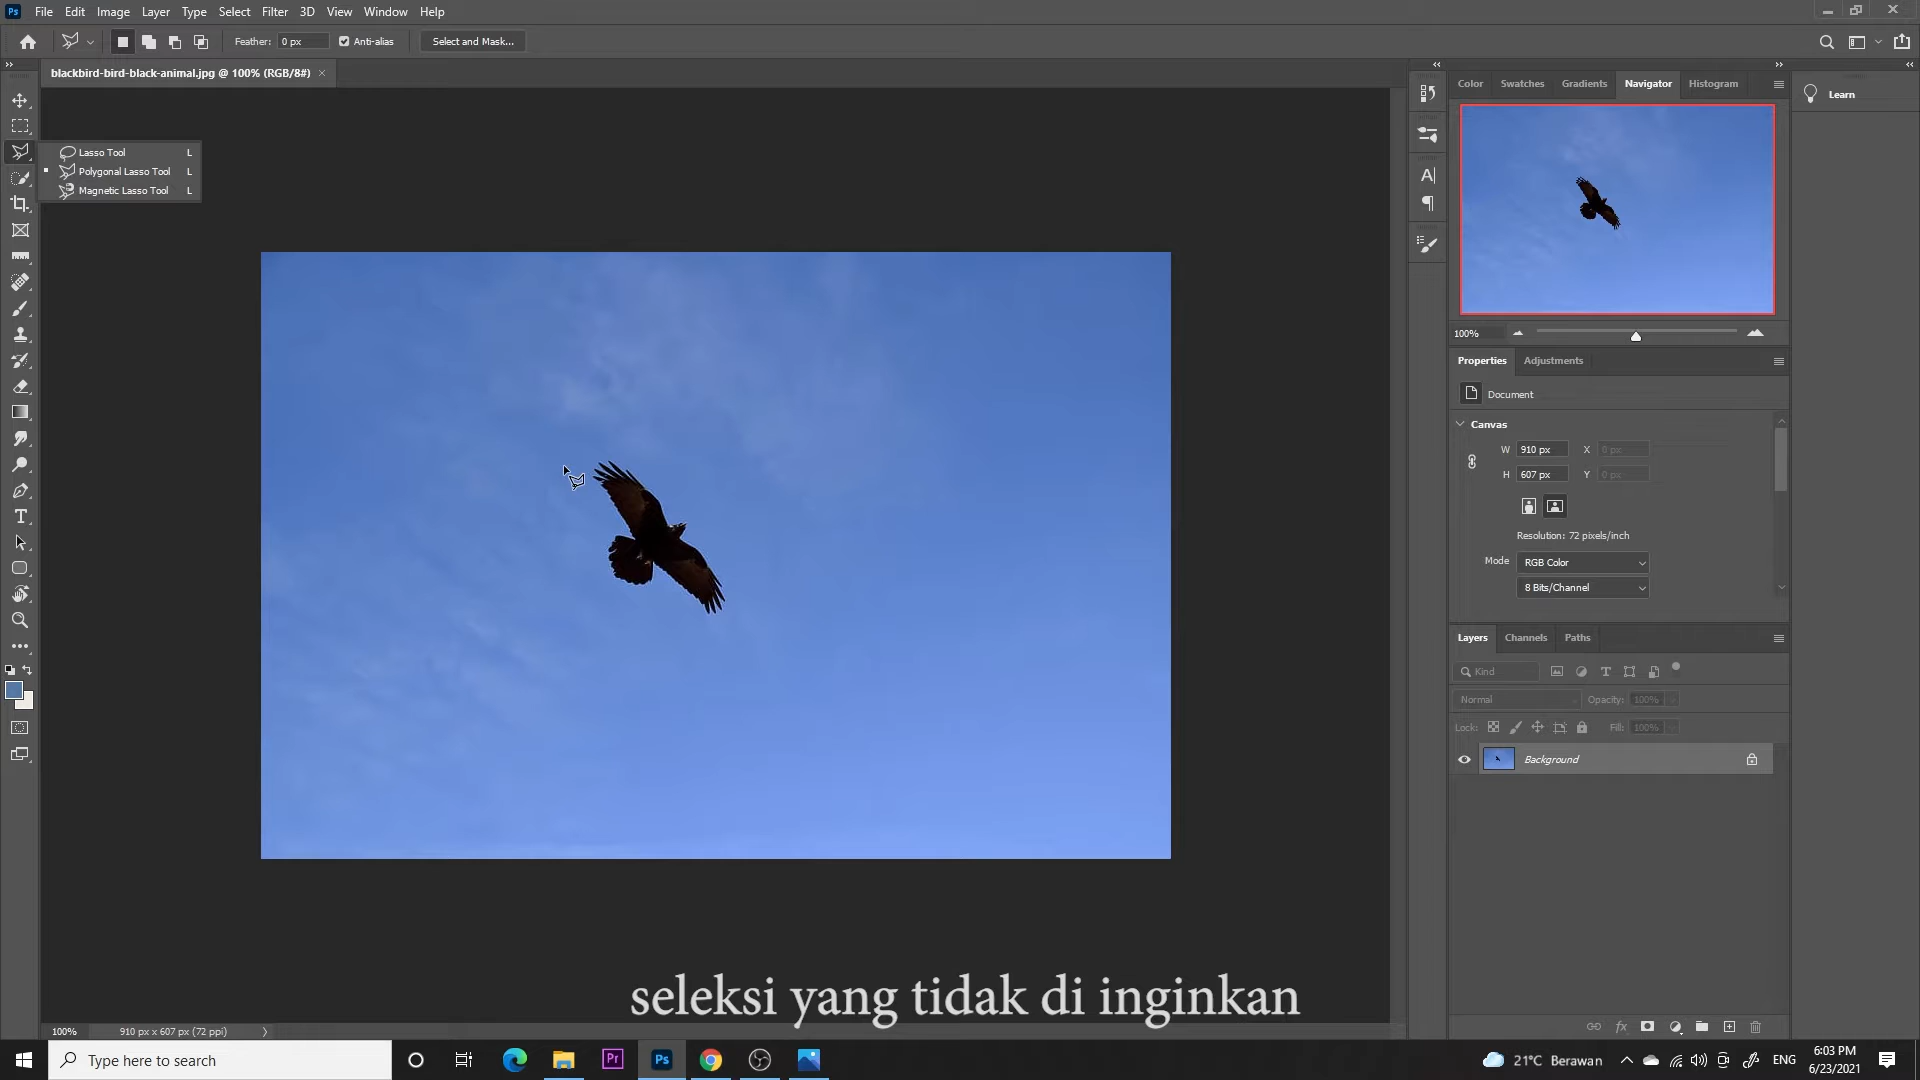 Ps File Edit Image Layer Type Select Filter 3D View Window Help
Feather: 0 px Anti-alias Select and Mask...
blackbird-bird-black-animal.jpg @ 100% (RGB/8#)
Lasso Tool L
Polygonal Lasso Tool L
Magnetic Lasso Tool L
Color Swatches Gradients Navigator Histogram
Learn
100%
Properties Adjustments
Document
Canvas
W 910 px X 0 px
H 607 px Y 0 px
Resolution: 72 pixels/inch
Mode RGB Color
8 Bits/Channel
Layers Channels Paths
Kind
Normal Opacity: 100%
Lock: Fill: 100%
Background
fx
seleksi yang tidak di inginkan
100% 910 px x 607 px (72 ppi)
Type here to search
Pr
Ps
21°C Berawan
ENG
6:03 PM
6/23/2021